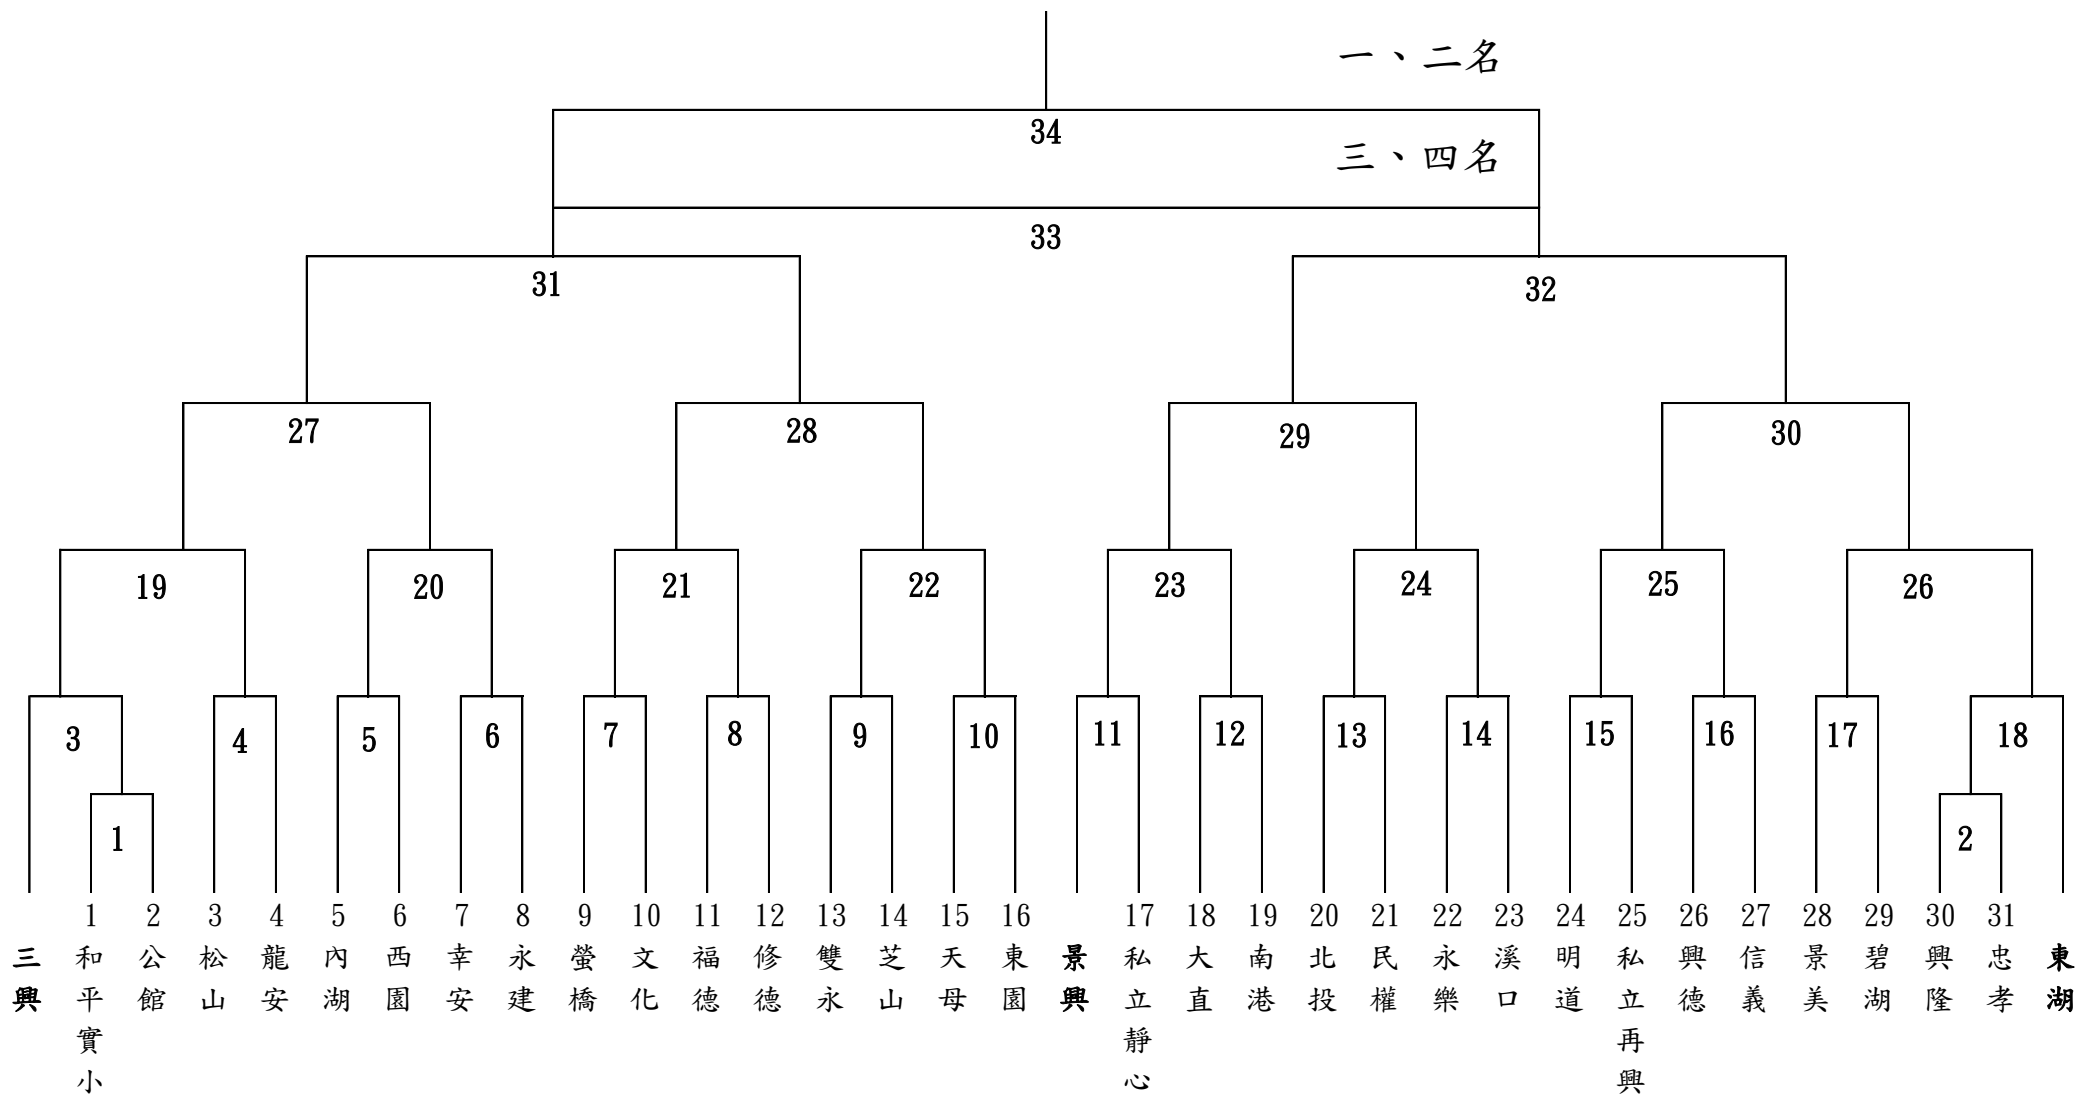 一、二名
34
三、四名
33
31
32
27
28
29
30
19
20
21
22
23
24
25
26
3
4
5
6
7
8
9
10
11
12
13
14
15
16
17
18
1
2
三興
1 和平實小
2 公館
3 松山
4 龍安
5 內湖
6 西園
7 幸安
8 永建
9 螢橋
10 文化
11 福德
12 修德
13 雙永
14 芝山
15 天母
16 東園
景興
17 私立靜心
18 大直
19 南港
20 北投
21 民權
22 永樂
23 溪口
24 明道
25 私立再興
26 興德
27 信義
28 景美
29 碧湖
30 興隆
31 忠孝
東湖